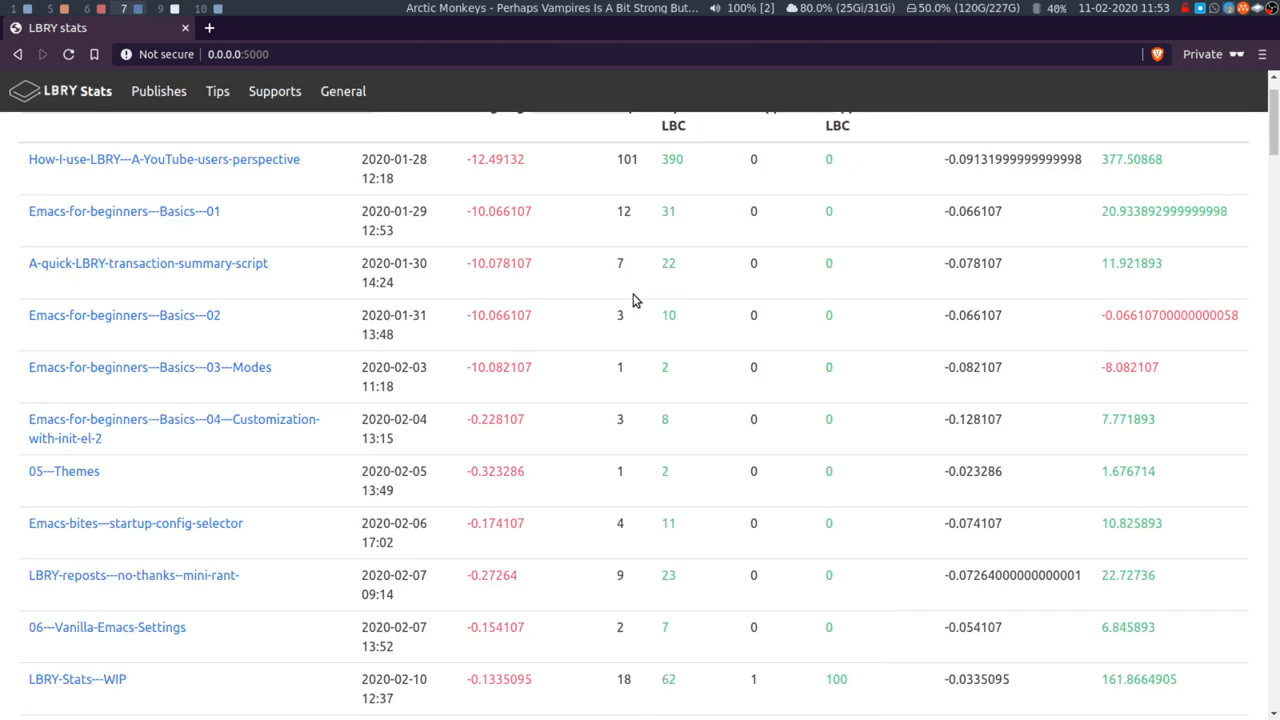 1 5 6 7 9 10 Arctic Monkeys - Perhaps Vampires Is A Bit Strong But... 100% [2] 80.0% (25Gi/31Gi) 50.0% (120G/227G) 40% 11-02-2020 11:53
LBRY stats
Not secure 0.0.0.0:5000 Private
LBRY Stats Publishes Tips Supports General
LBC LBC
How-I-use-LBRY---A-YouTube-users-perspective 2020-01-28 -12.49132 101 390 0 0 -0.09131999999999998 377.50868
12:18
Emacs-for-beginners---Basics---01 2020-01-29 -10.066107 12 31 0 0 -0.066107 20.933892999999998
12:53
A-quick-LBRY-transaction-summary-script 2020-01-30 -10.078107 7 22 0 0 -0.078107 11.921893
14:24
Emacs-for-beginners---Basics---02 2020-01-31 -10.066107 3 10 0 0 -0.066107 -0.06610700000000058
13:48
Emacs-for-beginners---Basics---03---Modes 2020-02-03 -10.082107 1 2 0 0 -0.082107 -8.082107
11:18
Emacs-for-beginners---Basics---04---Customization- 2020-02-04 -0.228107 3 8 0 0 -0.128107 7.771893
with-init-el-2 13:15
05---Themes 2020-02-05 -0.323286 1 2 0 0 -0.023286 1.676714
13:49
Emacs-bites---startup-config-selector 2020-02-06 -0.174107 4 11 0 0 -0.074107 10.825893
17:02
LBRY-reposts---no-thanks--mini-rant- 2020-02-07 -0.27264 9 23 0 0 -0.07264000000000001 22.72736
09:14
06---Vanilla-Emacs-Settings 2020-02-07 -0.154107 2 7 0 0 -0.054107 6.845893
13:52
LBRY-Stats---WIP 2020-02-10 -0.1335095 18 62 1 100 -0.0335095 161.8664905
12:37